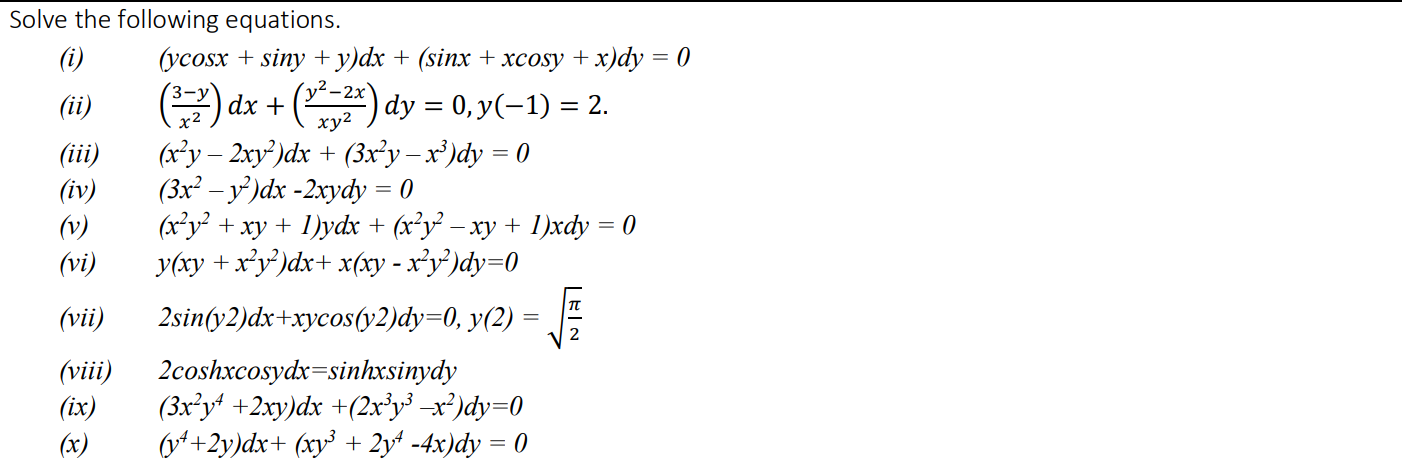 Solve the following equations.
(i) (ycosx + siny + y)dx + (sinx + xcosy + x)dy = 0
(ii) ((3−y)/x²) dx + ((y²−2x)/(xy²)) dy = 0, y(−1) = 2.
(iii) (x²y – 2xy²)dx + (3x²y – x³)dy = 0
(iv) (3x² – y²)dx -2xydy = 0
(v) (x²y² + xy + 1)ydx + (x²y² – xy + 1)xdy = 0
(vi) y(xy + x²y²)dx+ x(xy - x²y²)dy=0
(vii) 2sin(y2)dx+xycos(y2)dy=0, y(2) = √(π/2)
(viii) 2coshxcosydx=sinhxsinydy
(ix) (3x²y⁴ +2xy)dx +(2x³y³ –x²)dy=0
(x) (y⁴+2y)dx+ (xy³ + 2y⁴ -4x)dy = 0